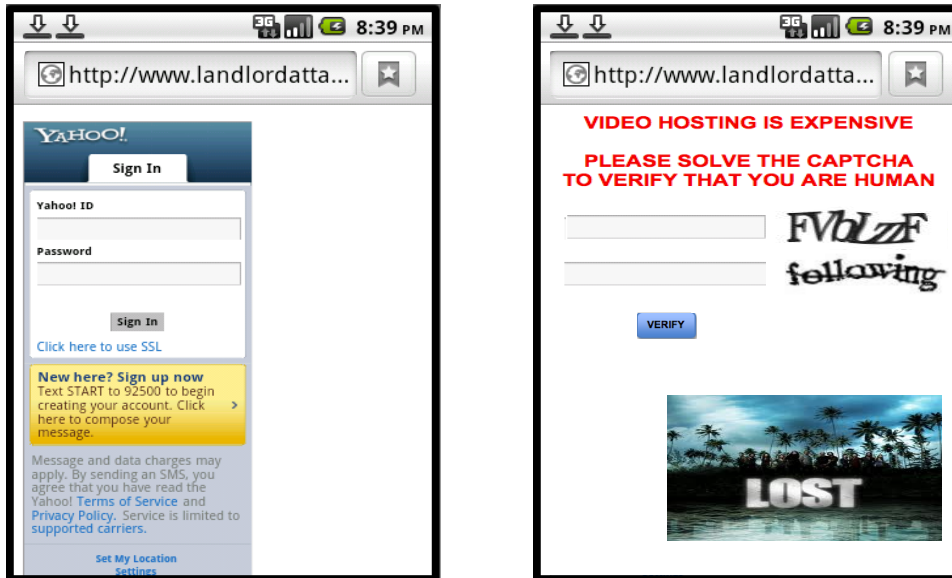 3G 8:39 PM
http://www.landlordatta...
YAHOO!
Sign In
Yahoo! ID
Password
Sign In
Click here to use SSL
New here? Sign up now
Text START to 92500 to begin
creating your account. Click
here to compose your
message.
Message and data charges may
apply. By sending an SMS, you
agree that you have read the
Yahoo! Terms of Service and
Privacy Policy. Service is limited to
supported carriers.
Set My Location
Settings
3G 8:39 PM
http://www.landlordatta...
VIDEO HOSTING IS EXPENSIVE
PLEASE SOLVE THE CAPTCHA
TO VERIFY THAT YOU ARE HUMAN
FVbLzzF
following
VERIFY
LOST